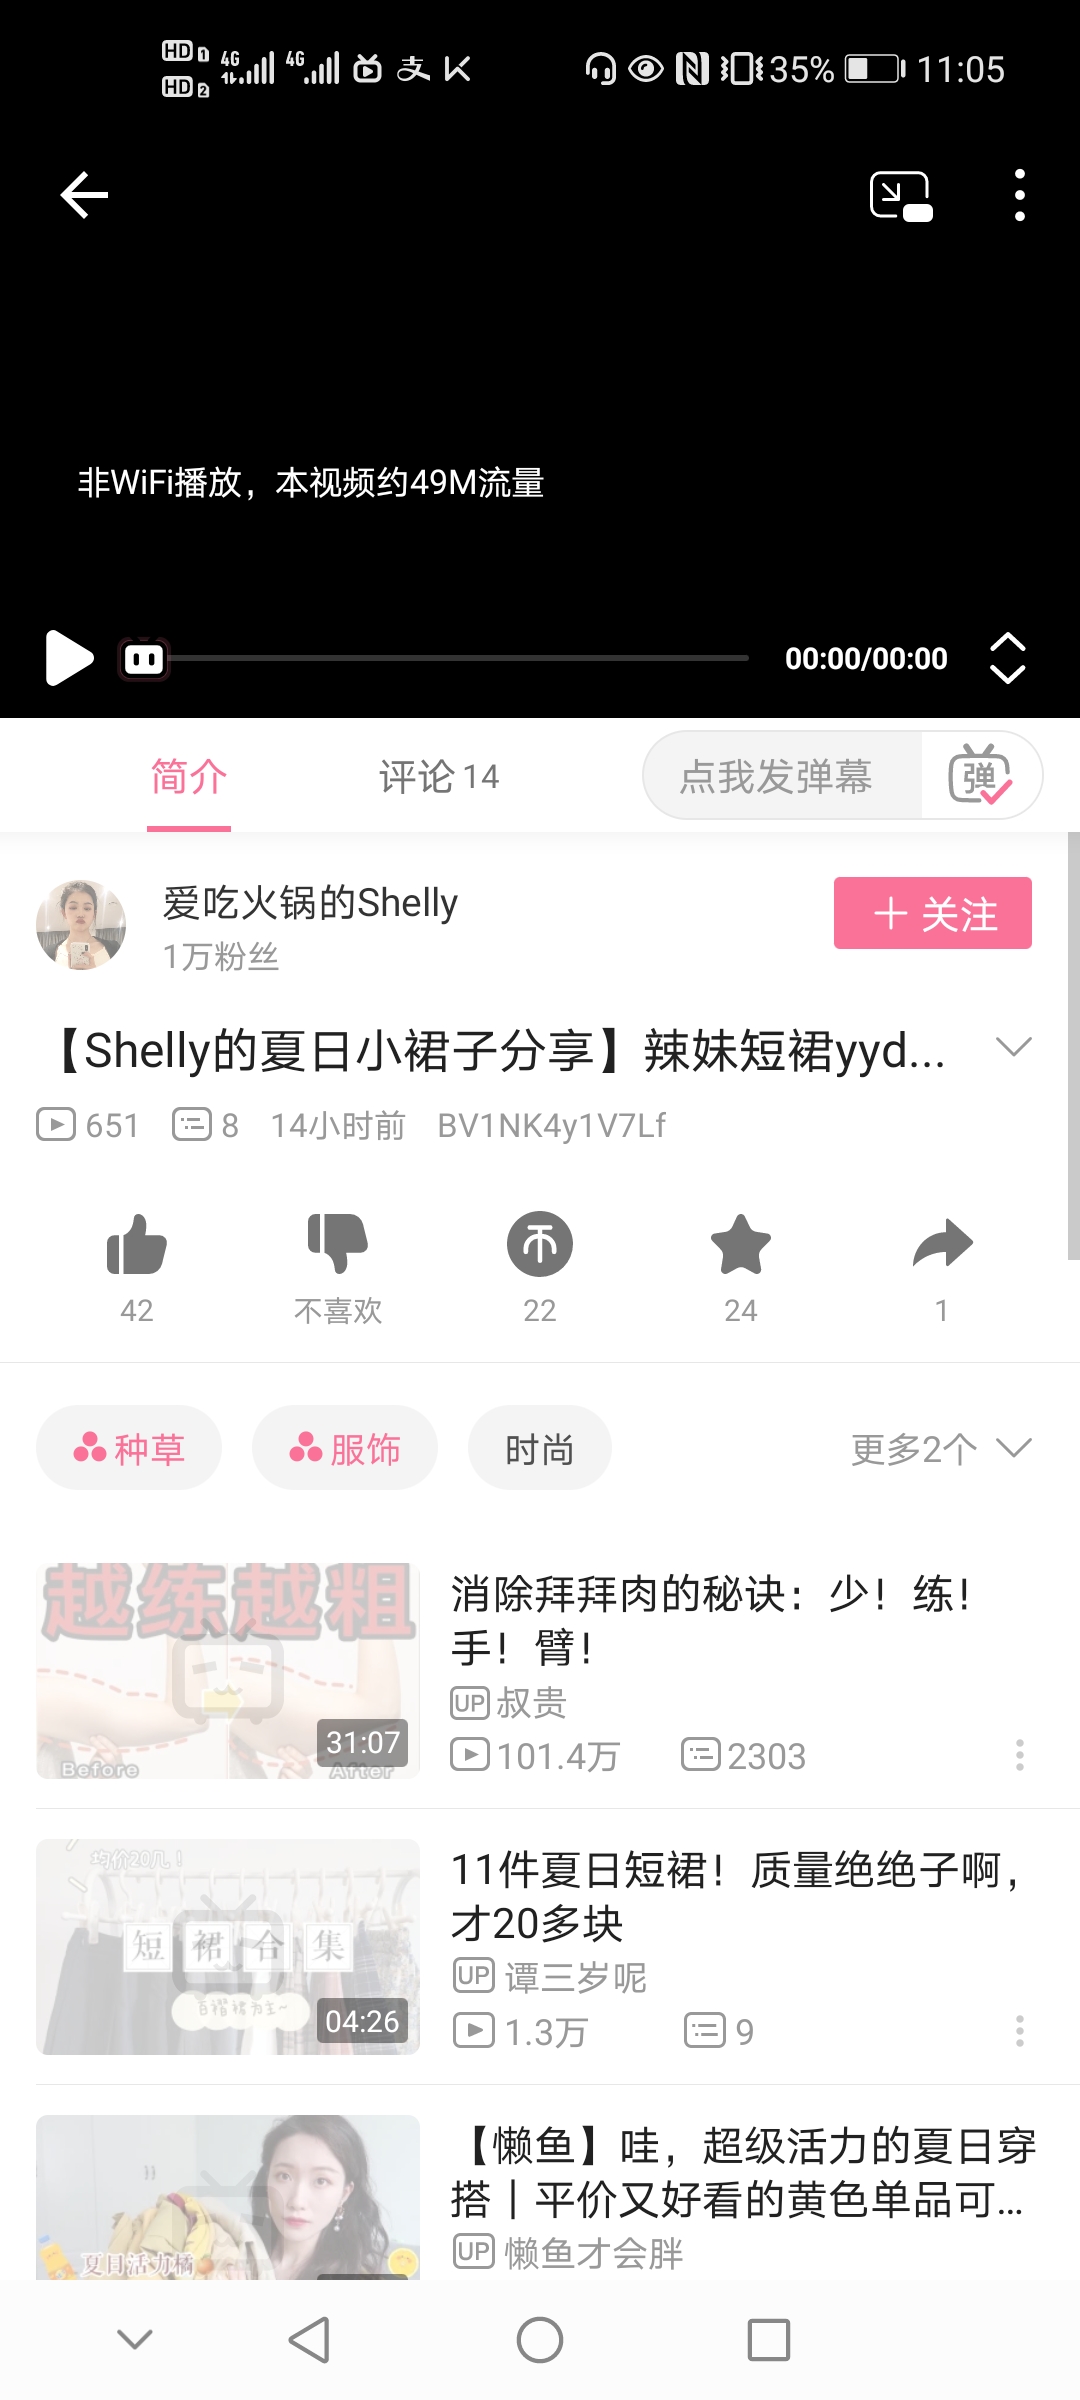 HD 1 4G 4G 支 35% 11:05
HD 2
非WiFi播放，本视频约49M流量
00:00/00:00
简介 评论14 点我发弹幕 弹
爱吃火锅的Shelly
1万粉丝
+ 关注
【Shelly的夏日小裙子分享】辣妹短裙yyd...
651 8 14小时前 BV1NK4y1V7Lf
42 不喜欢 22 24 1
种草 服饰 时尚 更多2个
越练越粗
Before After
31:07
消除拜拜肉的秘诀：少！练！
手！臂！
UP 叔贵
101.4万 2303
均价20几！
短裙合集
百褶裙为主~
04:26
11件夏日短裙！质量绝绝子啊，
才20多块
UP 谭三岁呢
1.3万 9
夏日活力橘
【懒鱼】哇，超级活力的夏日穿
搭｜平价又好看的黄色单品可...
UP 懒鱼才会胖